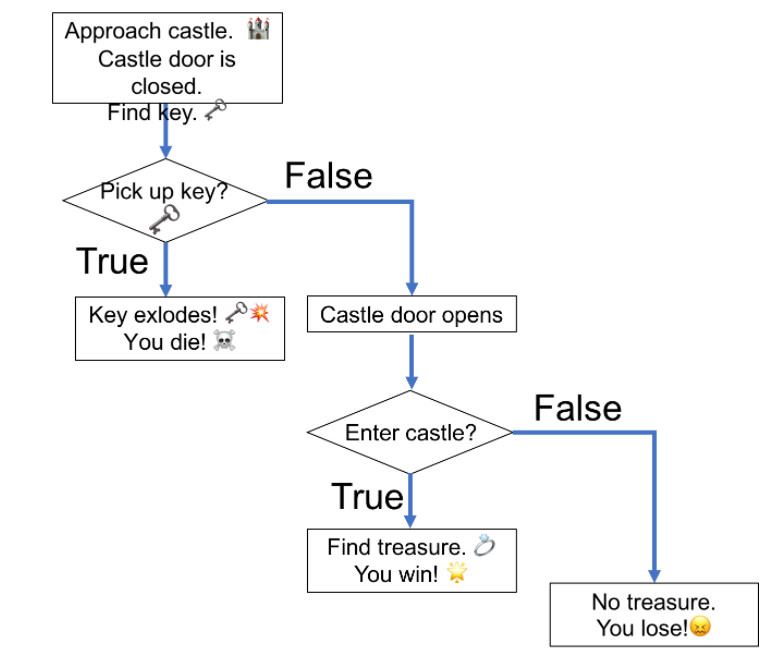 Approach castle. 🏰
Castle door is
closed.
Find key. 🗝
Pick up key?
🗝
False
True
Key exlodes! 🗝💥
You die! ☠
Castle door opens
Enter castle?
False
True
Find treasure. 💍
You win! 🌟
No treasure.
You lose!😖